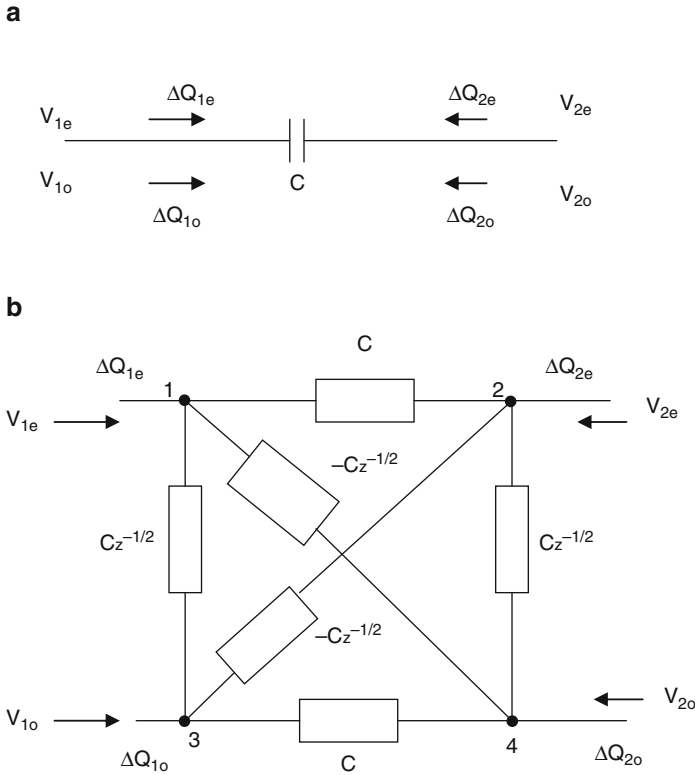 a
ΔQ₁ₑ ΔQ₂ₑ
V₁ₑ V₂ₑ
V₁ₒ C V₂ₒ
ΔQ₁ₒ ΔQ₂ₒ
b
C
ΔQ₁ₑ 1 2 ΔQ₂ₑ
V₁ₑ V₂ₑ
–Cz⁻¹/²
Cz⁻¹/² Cz⁻¹/²
–Cz⁻¹/²
V₁ₒ V₂ₒ
ΔQ₁ₒ 3 C 4 ΔQ₂ₒ